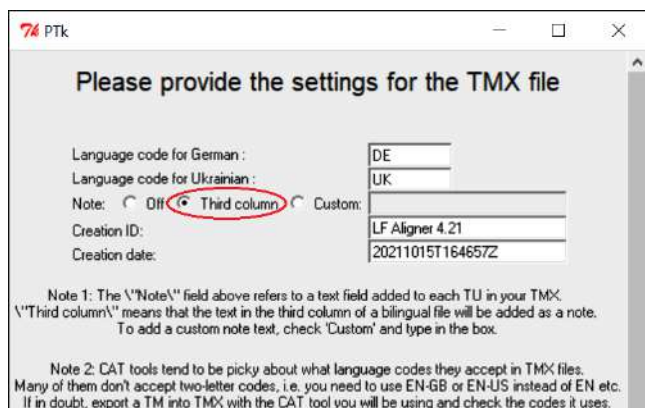 PTk
Please provide the settings for the TMX file
Language code for German : DE
Language code for Ukrainian : UK
Note: Off Third column Custom:
Creation ID: LF Aligner 4.21
Creation date: 20211015T164657Z
Note 1: The \"Note\" field above refers to a text field added to each TU in your TMX.
\"Third column\" means that the text in the third column of a bilingual file will be added as a note.
To add a custom note text, check 'Custom' and type in the box.
Note 2: CAT tools tend to be picky about what language codes they accept in TMX files.
Many of them don't accept two-letter codes, i.e. you need to use EN-GB or EN-US instead of EN etc.
If in doubt, export a TM into TMX with the CAT tool you will be using and check the codes it uses.